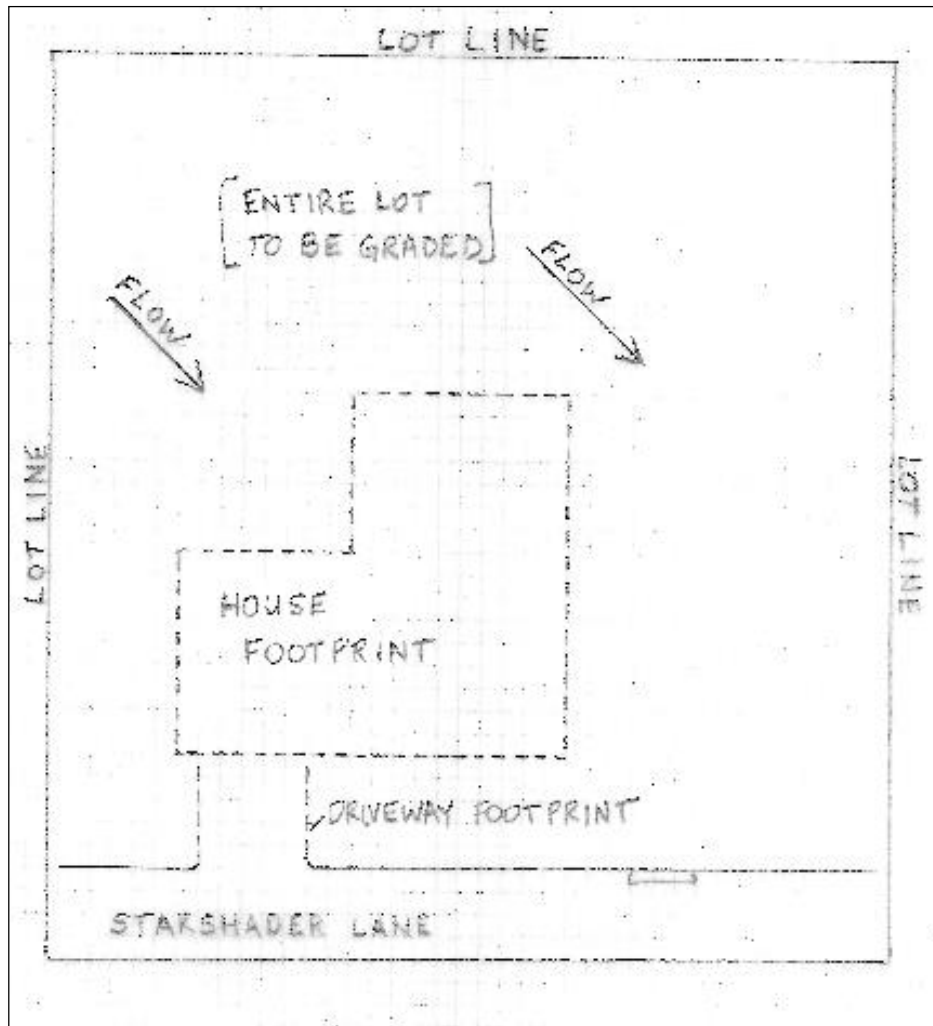 LOT LINE
[ENTIRE LOT
TO BE GRADED]
FLOW
FLOW
LOT LINE
LOT LINE
HOUSE
FOOTPRINT
DRIVEWAY FOOTPRINT
STARSHADER LANE